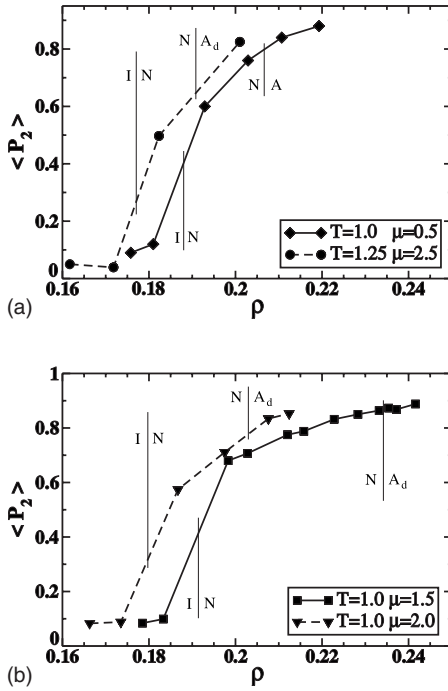 0.8
0.6
0.4
0.2
0
< P₂ >
I | N
N | A_d
N | A
I | N
T=1.0 μ=0.5
T=1.25 μ=2.5
0.16 0.18 0.20 0.22 0.24
ρ
(a)
1
0.8
0.6
0.4
0.2
0
< P₂ >
I | N
N | A_d
N | A_d
I | N
T=1.0 μ=1.5
T=1.0 μ=2.0
0.16 0.18 0.20 0.22 0.24
ρ
(b)